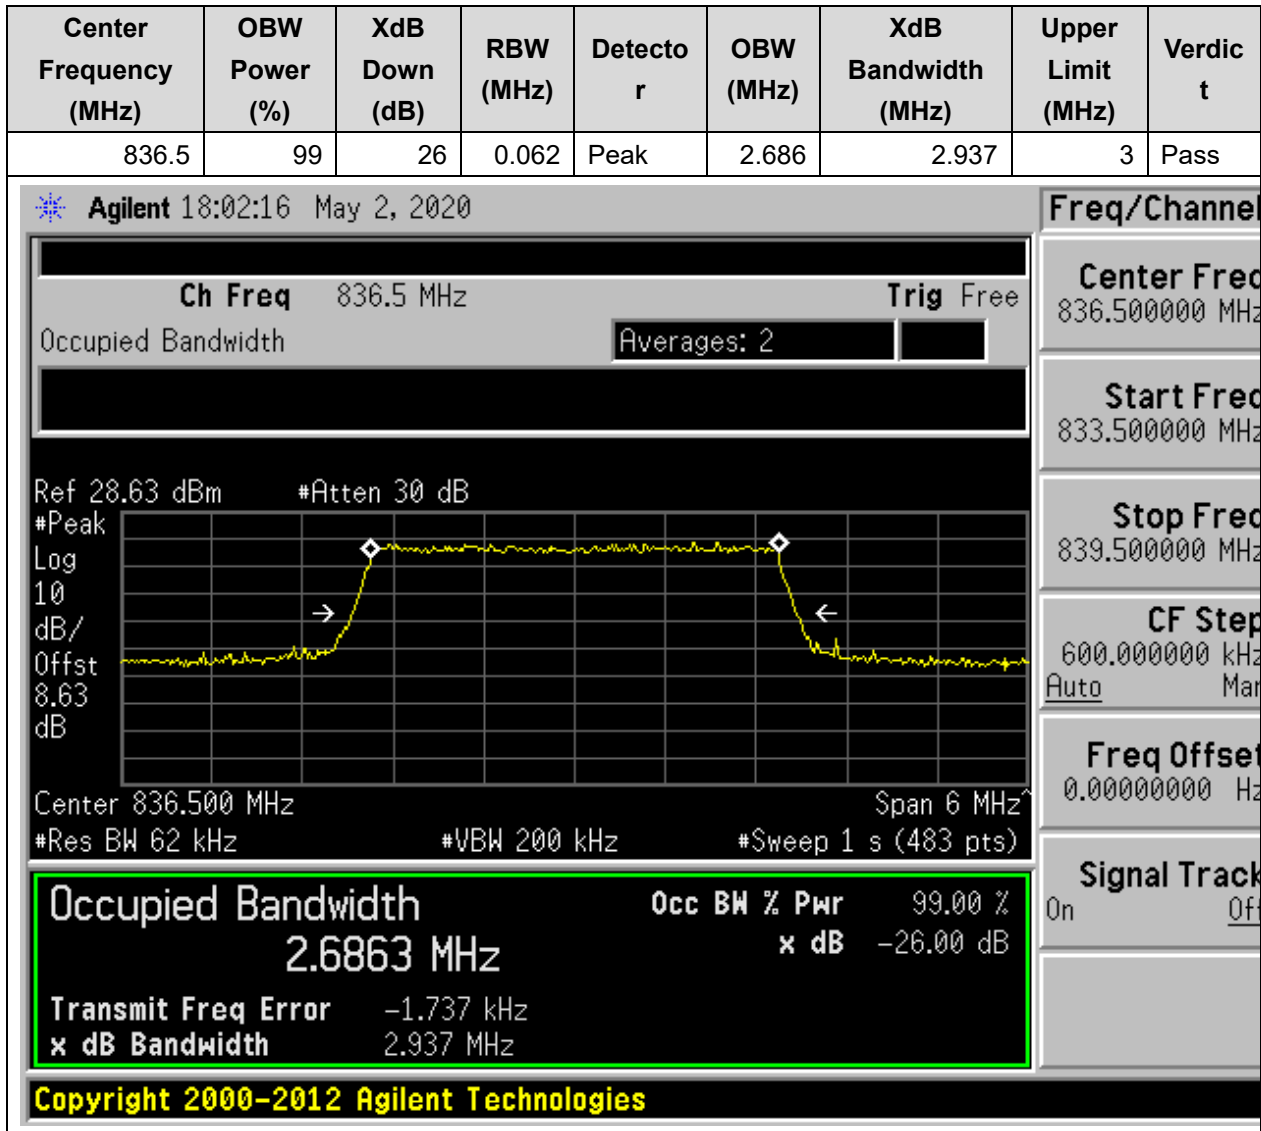 Center Frequency (MHz) OBW Power (%) XdB Down (dB) RBW (MHz) Detector OBW (MHz) XdB Bandwidth (MHz) Upper Limit (MHz) Verdict
836.5 99 26 0.062 Peak 2.686 2.937 3 Pass
Agilent 18:02:16 May 2, 2020
Ch Freq 836.5 MHz Trig Free
Occupied Bandwidth Averages: 2
Ref 28.63 dBm #Atten 30 dB
#Peak
Log
10
dB/
Offst
8.63
dB
Center 836.500 MHz Span 6 MHz^
#Res BW 62 kHz #VBW 200 kHz #Sweep 1 s (483 pts)
Occupied Bandwidth
2.6863 MHz
Occ BW % Pwr 99.00 %
x dB -26.00 dB
Transmit Freq Error -1.737 kHz
x dB Bandwidth 2.937 MHz
Copyright 2000-2012 Agilent Technologies
Freq/Channel
Center Freq
836.500000 MHz
Start Freq
833.500000 MHz
Stop Freq
839.500000 MHz
CF Step
600.000000 kHz
Auto Man
Freq Offset
0.00000000 Hz
Signal Track
On Off